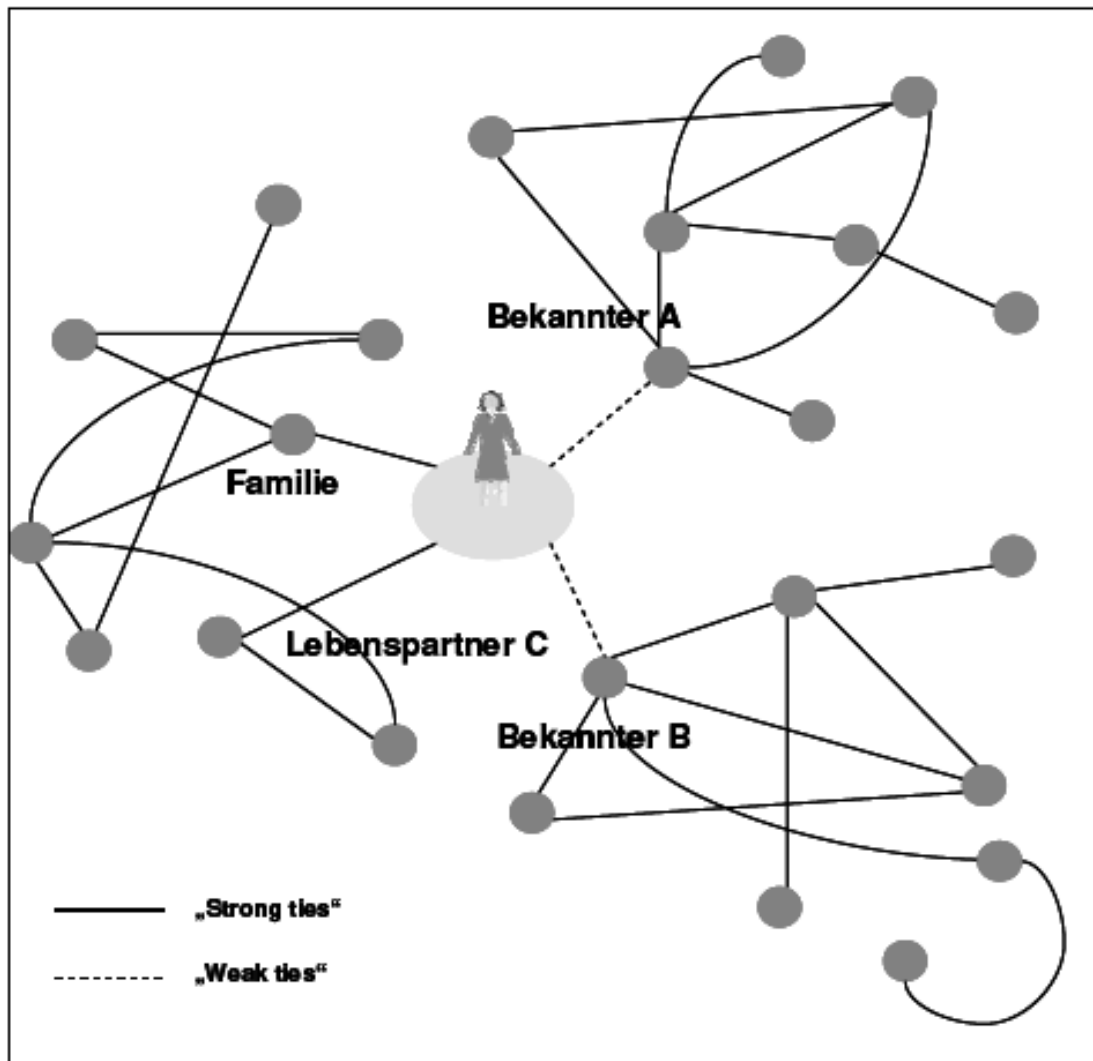 Bekannter A
Familie
Lebenspartner C
Bekannter B
„Strong ties“
„Weak ties“